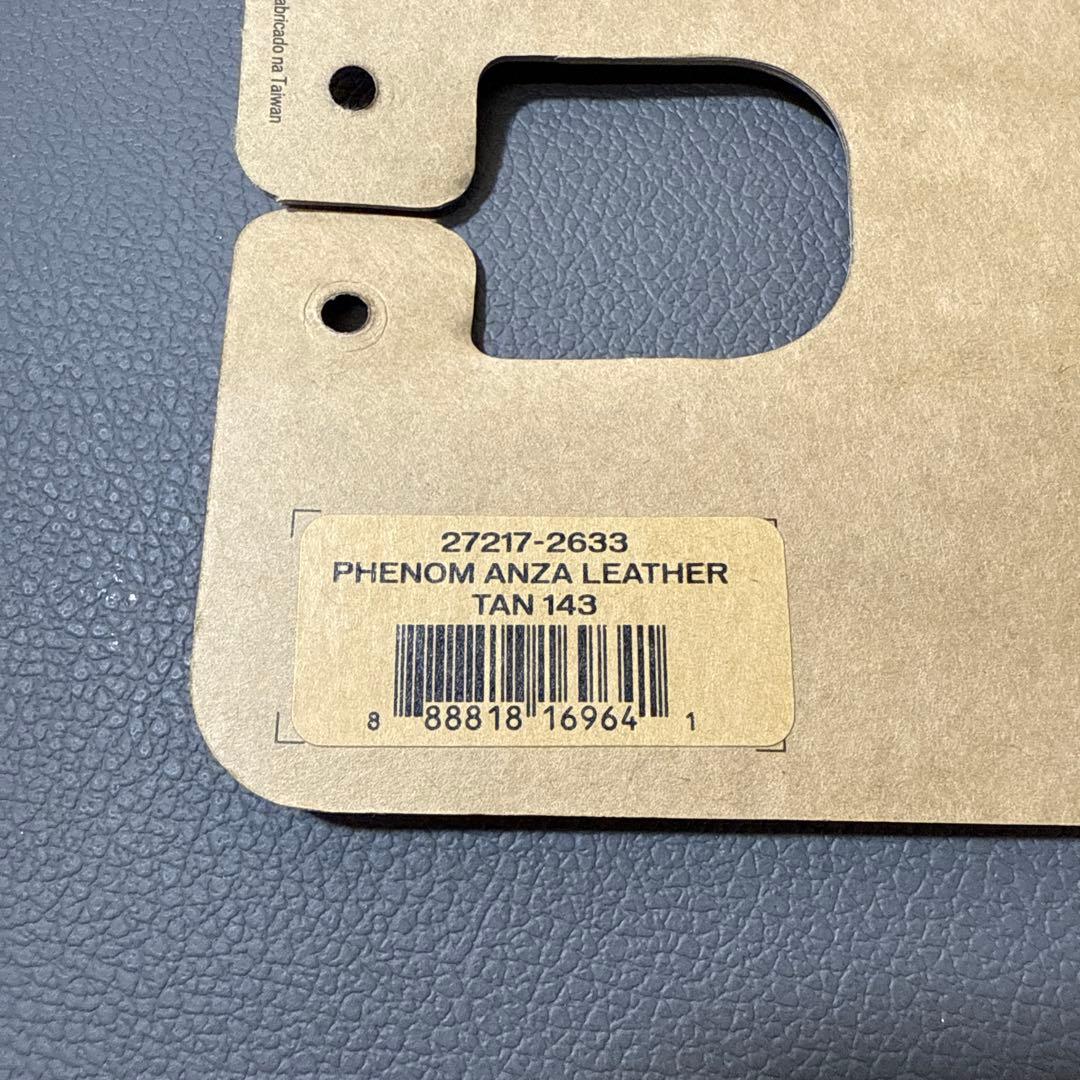 abricado na Taiwan
27217-2633
PHENOM ANZA LEATHER
TAN 143
8 88818 16964 1